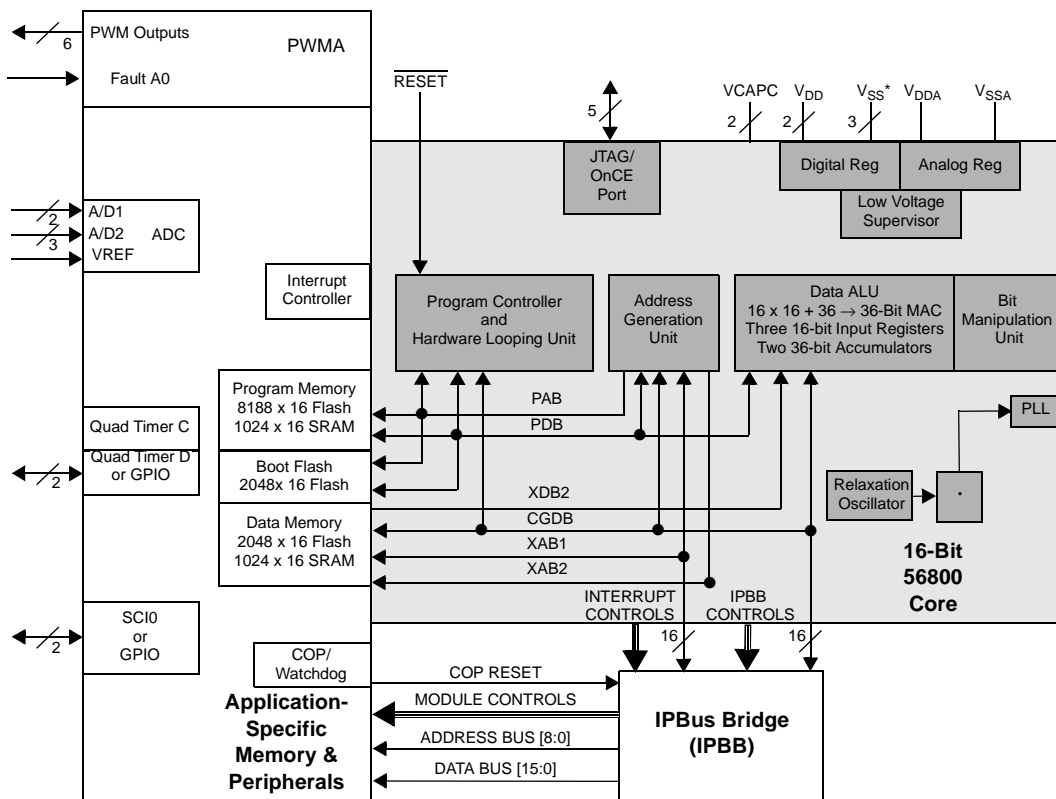 PWM Outputs
6
PWMA
Fault A0
RESET
5
VCAPC
2
VDD
2
VSS*
3
VDDA
VSSA
JTAG/
OnCE
Port
Digital Reg
Analog Reg
Low Voltage
Supervisor
2
A/D1
3
A/D2
ADC
VREF
Interrupt
Controller
Program Controller
and
Hardware Looping Unit
Address
Generation
Unit
Data ALU
16 x 16 + 36 → 36-Bit MAC
Three 16-bit Input Registers
Two 36-bit Accumulators
Bit
Manipulation
Unit
Program Memory
8188 x 16 Flash
1024 x 16 SRAM
PAB
PDB
PLL
Quad Timer C
Quad Timer D
or GPIO
2
Boot Flash
2048x 16 Flash
XDB2
Relaxation
Oscillator
Data Memory
2048 x 16 Flash
1024 x 16 SRAM
CGDB
XAB1
XAB2
16-Bit
56800
Core
INTERRUPT
CONTROLS
IPBB
CONTROLS
16
16
SCI0
or
GPIO
2
COP/
Watchdog
COP RESET
MODULE CONTROLS
ADDRESS BUS [8:0]
DATA BUS [15:0]
Application-
Specific
Memory &
Peripherals
IPBus Bridge
(IPBB)